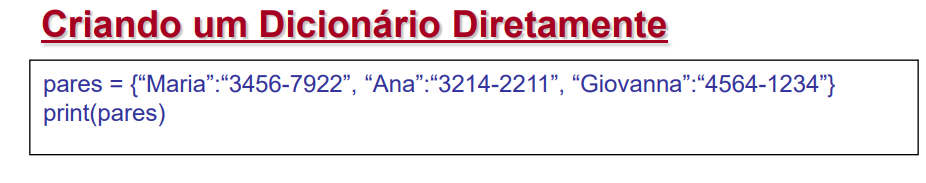 Criando um Dicionário Diretamente
pares = {“Maria”:“3456-7922”, “Ana”:“3214-2211”, “Giovanna”:“4564-1234”}
print(pares)